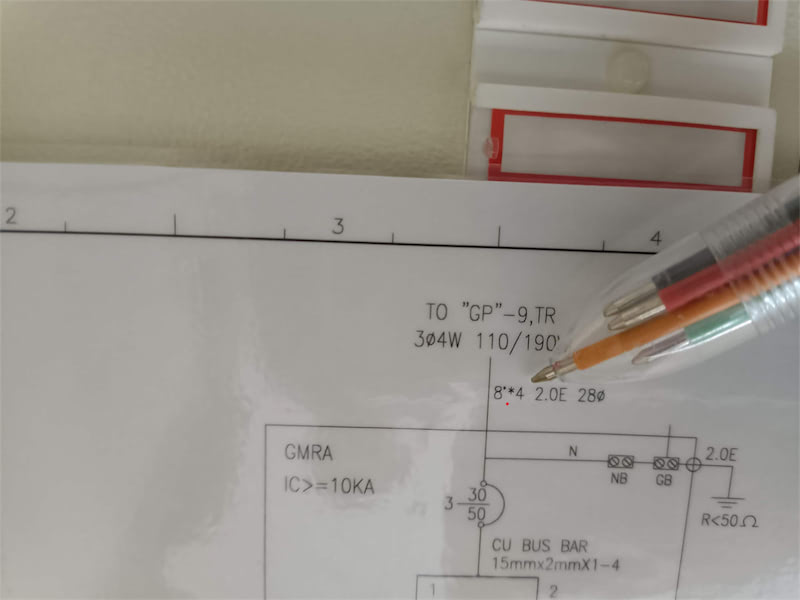 2 3 4
TO "GP"-9,TR
3ø4W 110/190
8"*4 2.0E 28ø
GMRA
N
2.0E
IC>=10KA
NB GB
3 30
50
R<50Ω
CU BUS BAR
15mmx2mmX1-4
1 2